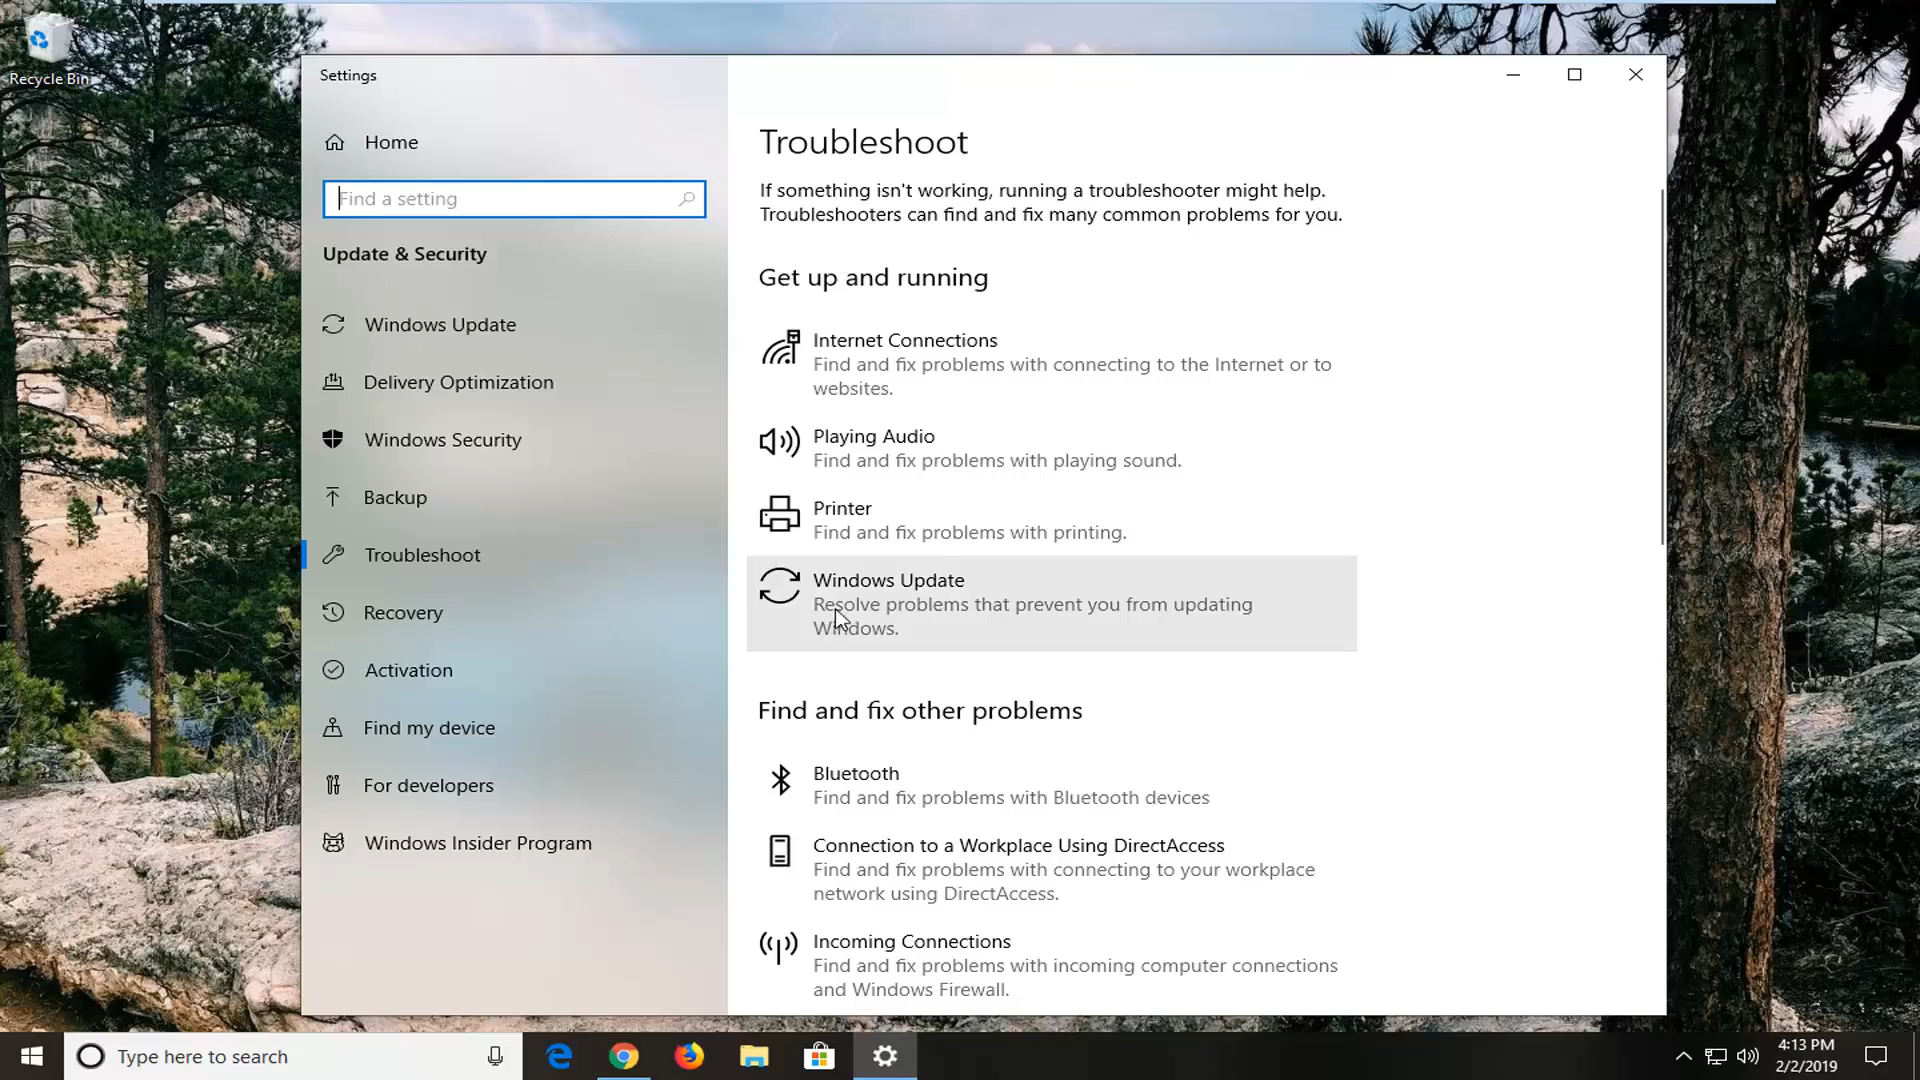 Recycle Bin
Settings
Home
Find a setting
Update & Security
Windows Update
Delivery Optimization
Windows Security
Backup
Troubleshoot
Recovery
Activation
Find my device
For developers
Windows Insider Program
Troubleshoot
If something isn't working, running a troubleshooter might help.
Troubleshooters can find and fix many common problems for you.
Get up and running
Internet Connections
Find and fix problems with connecting to the Internet or to
websites.
Playing Audio
Find and fix problems with playing sound.
Printer
Find and fix problems with printing.
Windows Update
Resolve problems that prevent you from updating
Windows.
Find and fix other problems
Bluetooth
Find and fix problems with Bluetooth devices
Connection to a Workplace Using DirectAccess
Find and fix problems with connecting to your workplace
network using DirectAccess.
Incoming Connections
Find and fix problems with incoming computer connections
and Windows Firewall.
Type here to search
4:13 PM
2/2/2019